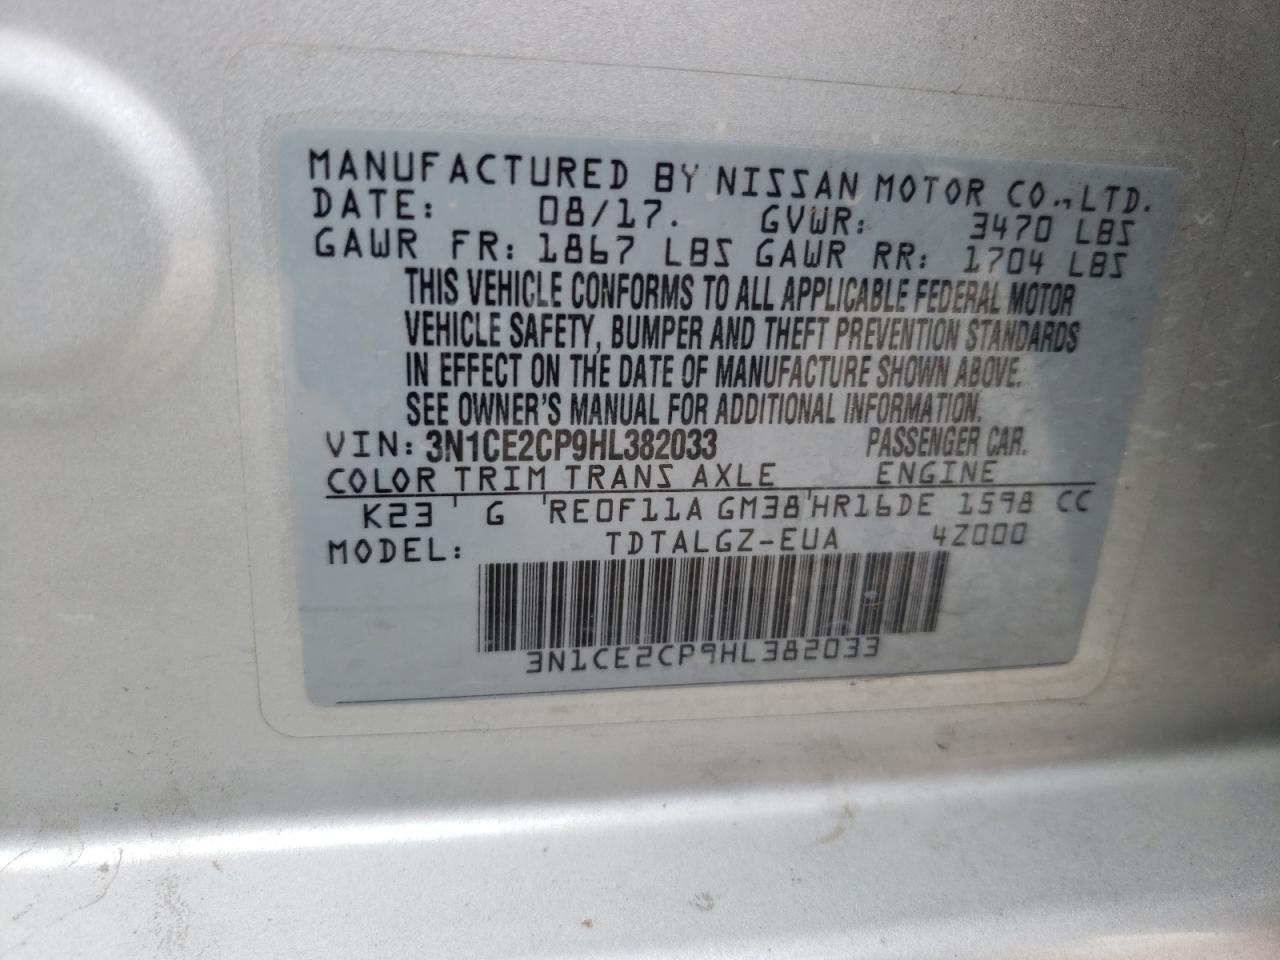 MANUFACTURED BY NISSAN MOTOR CO., LTD.
DATE: 08/17. GVWR: 3470 LBS
GAWR FR: 1867 LBS GAWR RR: 1704 LBS
THIS VEHICLE CONFORMS TO ALL APPLICABLE FEDERAL MOTOR
VEHICLE SAFETY, BUMPER AND THEFT PREVENTION STANDARDS
IN EFFECT ON THE DATE OF MANUFACTURE SHOWN ABOVE.
SEE OWNER'S MANUAL FOR ADDITIONAL INFORMATION.
VIN: 3N1CE2CP9HL382033 PASSENGER CAR.
COLOR TRIM TRANS AXLE ENGINE
K23 ' G ' RE0F11A GM38 ' HR16DE 1598 CC
MODEL: TDTALGZ-EUA 4Z000
3N1CE2CP9HL382033